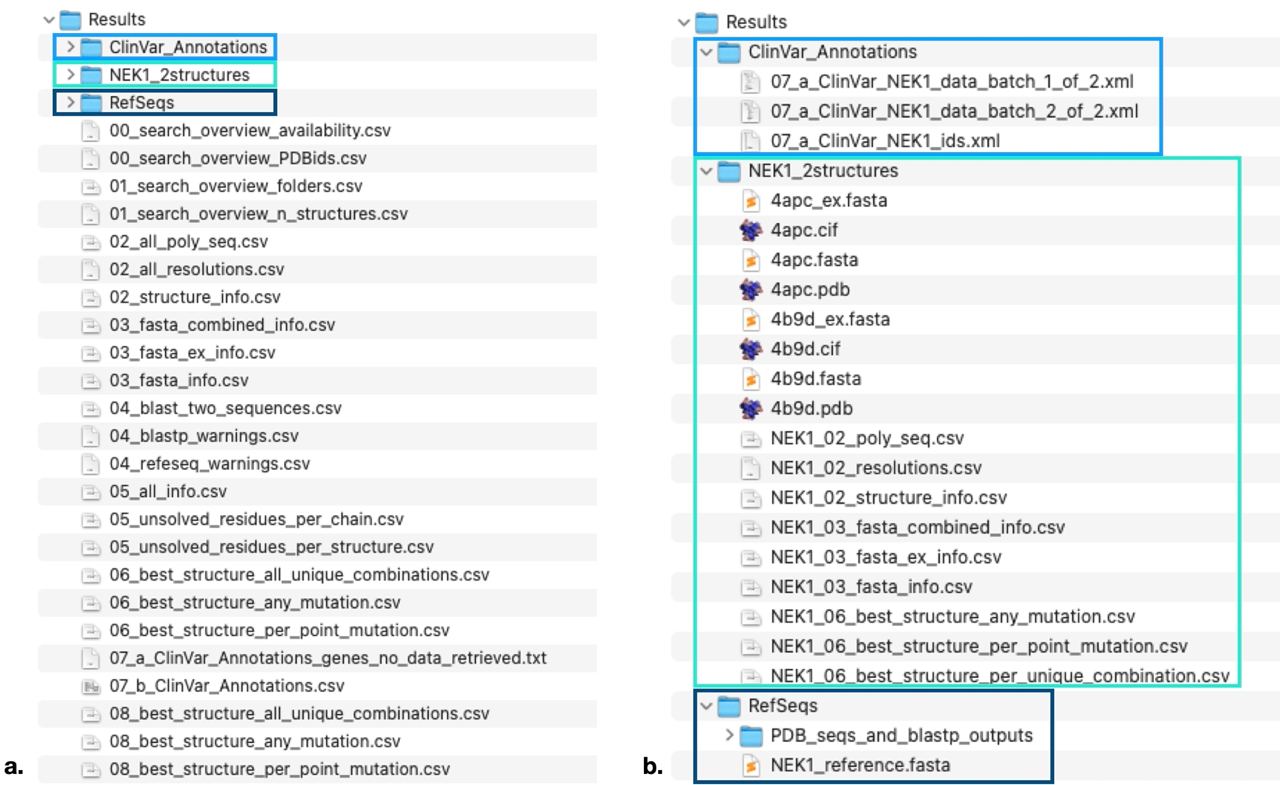 Results
ClinVar_Annotations
NEK1_2structures
RefSeqs
00_search_overview_availability.csv
00_search_overview_PDBids.csv
01_search_overview_folders.csv
01_search_overview_n_structures.csv
02_all_poly_seq.csv
02_all_resolutions.csv
02_structure_info.csv
03_fasta_combined_info.csv
03_fasta_ex_info.csv
03_fasta_info.csv
04_blast_two_sequences.csv
04_blastp_warnings.csv
04_refeseq_warnings.csv
05_all_info.csv
05_unsolved_residues_per_chain.csv
05_unsolved_residues_per_structure.csv
06_best_structure_all_unique_combinations.csv
06_best_structure_any_mutation.csv
06_best_structure_per_point_mutation.csv
07_a_ClinVar_Annotations_genes_no_data_retrieved.txt
07_b_ClinVar_Annotations.csv
08_best_structure_all_unique_combinations.csv
08_best_structure_any_mutation.csv
08_best_structure_per_point_mutation.csv
a.
Results
ClinVar_Annotations
07_a_ClinVar_NEK1_data_batch_1_of_2.xml
07_a_ClinVar_NEK1_data_batch_2_of_2.xml
07_a_ClinVar_NEK1_ids.xml
NEK1_2structures
4apc_ex.fasta
4apc.cif
4apc.fasta
4apc.pdb
4b9d_ex.fasta
4b9d.cif
4b9d.fasta
4b9d.pdb
NEK1_02_poly_seq.csv
NEK1_02_resolutions.csv
NEK1_02_structure_info.csv
NEK1_03_fasta_combined_info.csv
NEK1_03_fasta_ex_info.csv
NEK1_03_fasta_info.csv
NEK1_06_best_structure_any_mutation.csv
NEK1_06_best_structure_per_point_mutation.csv
NEK1_06_best_structure_per_unique_combination.csv
RefSeqs
PDB_seqs_and_blastp_outputs
NEK1_reference.fasta
b.